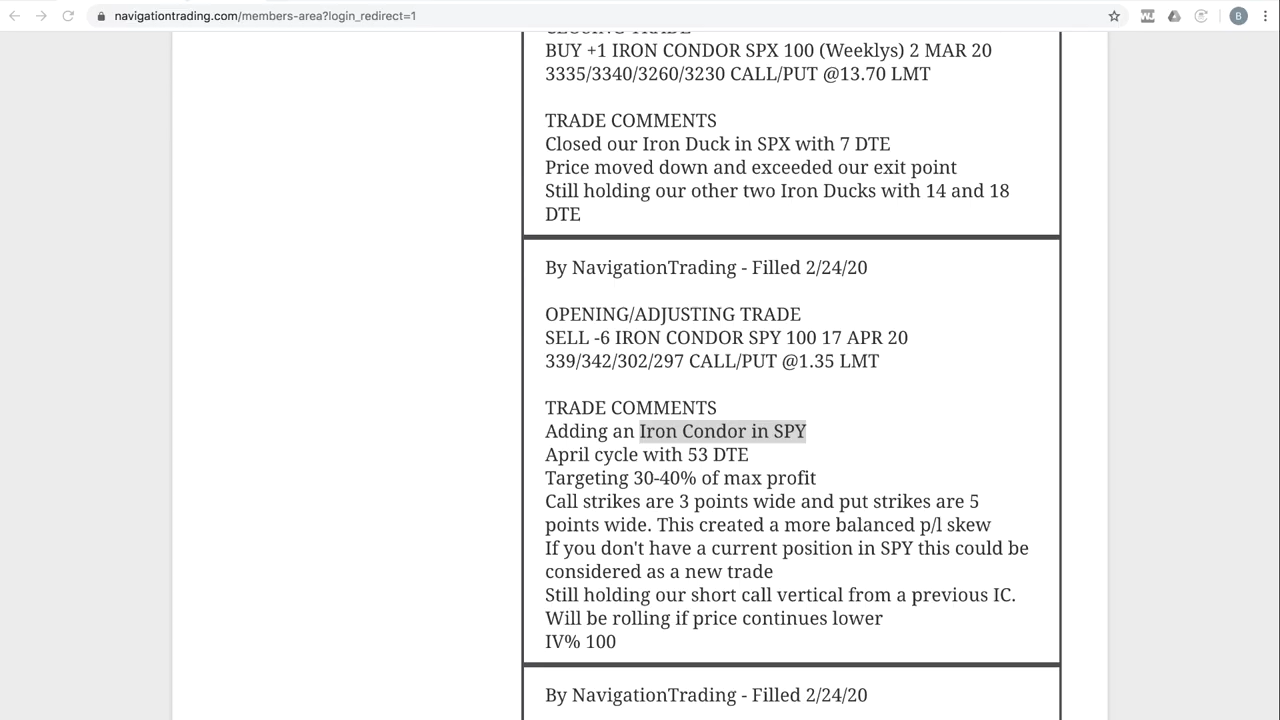 navigationtrading.com/members-area?login_redirect=1
B
CLOSING TRADE
BUY +1 IRON CONDOR SPX 100 (Weeklys) 2 MAR 20
3335/3340/3260/3230 CALL/PUT @13.70 LMT
TRADE COMMENTS
Closed our Iron Duck in SPX with 7 DTE
Price moved down and exceeded our exit point
Still holding our other two Iron Ducks with 14 and 18
DTE
By NavigationTrading - Filled 2/24/20
OPENING/ADJUSTING TRADE
SELL -6 IRON CONDOR SPY 100 17 APR 20
339/342/302/297 CALL/PUT @1.35 LMT
TRADE COMMENTS
Adding an Iron Condor in SPY
April cycle with 53 DTE
Targeting 30-40% of max profit
Call strikes are 3 points wide and put strikes are 5
points wide. This created a more balanced p/l skew
If you don't have a current position in SPY this could be
considered as a new trade
Still holding our short call vertical from a previous IC.
Will be rolling if price continues lower
IV% 100
By NavigationTrading - Filled 2/24/20